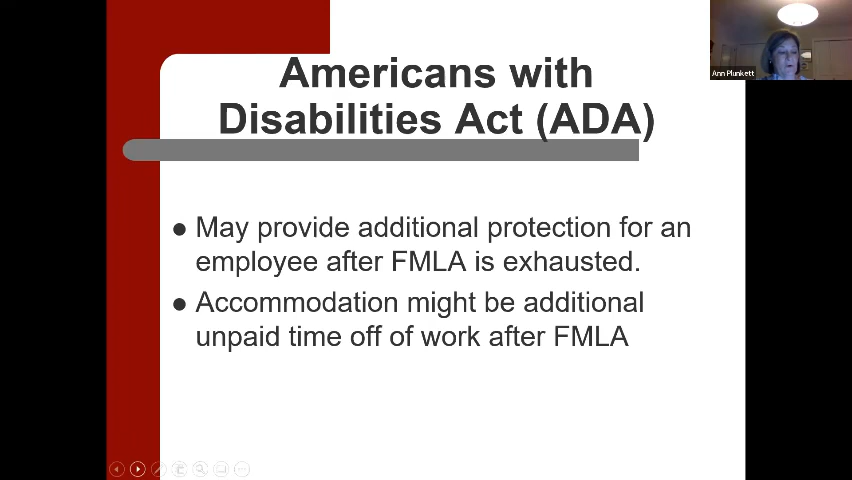 Americans with
Disabilities Act (ADA)
Ann Plunkett
● May provide additional protection for an
employee after FMLA is exhausted.
● Accommodation might be additional
unpaid time off of work after FMLA